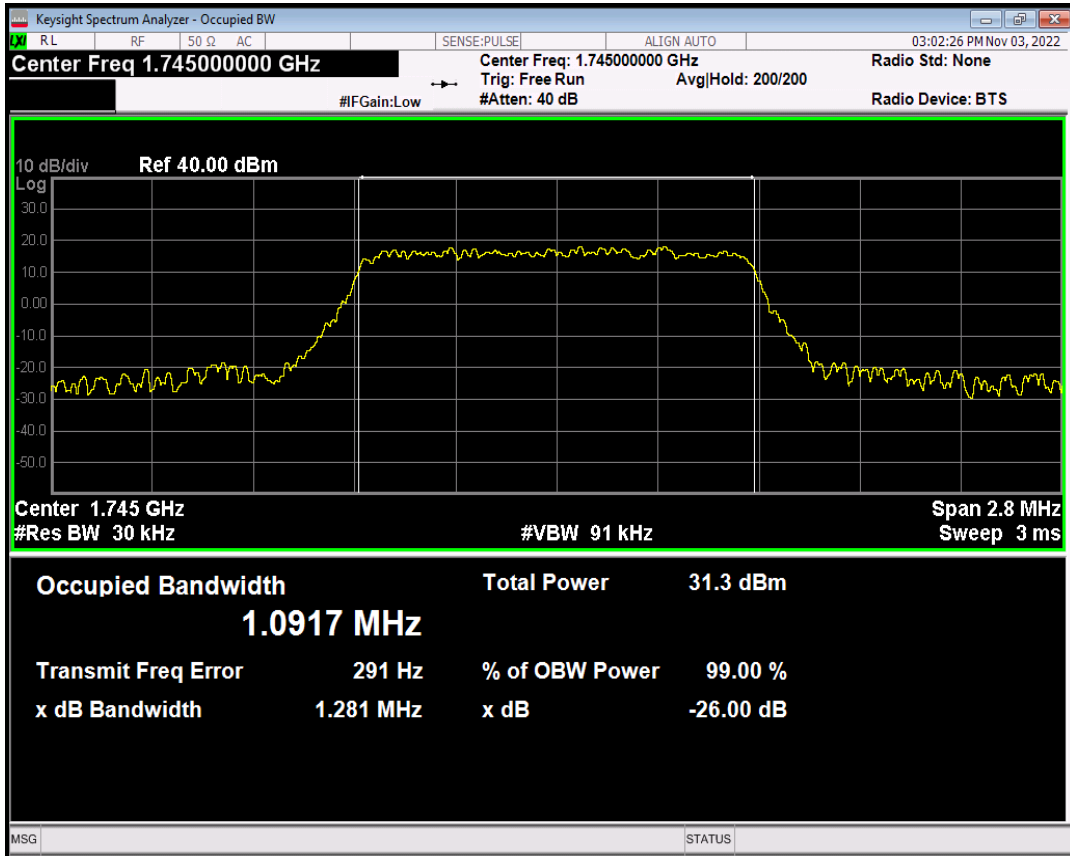 Keysight Spectrum Analyzer - Occupied BW
LXI RL RF 50 Ω AC SENSE:PULSE ALIGN AUTO 03:02:26 PM Nov 03, 2022
Center Freq 1.745000000 GHz Center Freq: 1.745000000 GHz Radio Std: None
Trig: Free Run Avg|Hold: 200/200
#IFGain:Low #Atten: 40 dB Radio Device: BTS
10 dB/div Ref 40.00 dBm
Log
30.0
20.0
10.0
0.00
-10.0
-20.0
-30.0
-40.0
-50.0
Center 1.745 GHz Span 2.8 MHz
#Res BW 30 kHz #VBW 91 kHz Sweep 3 ms
Occupied Bandwidth Total Power 31.3 dBm
1.0917 MHz
Transmit Freq Error 291 Hz % of OBW Power 99.00 %
x dB Bandwidth 1.281 MHz x dB -26.00 dB
MSG STATUS